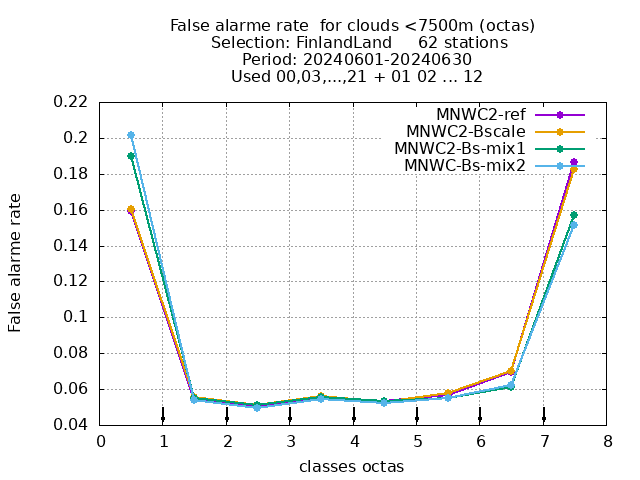 False alarme rate  for clouds <7500m (octas)
Selection: FinlandLand     62 stations
Period: 20240601-20240630
Used 00,03,...,21 + 01 02 ... 12
MNWC2-ref
MNWC2-Bscale
MNWC2-Bs-mix1
MNWC-Bs-mix2
False alarme rate
0.22
0.2
0.18
0.16
0.14
0.12
0.1
0.08
0.06
0.04
0 1 2 3 4 5 6 7 8
classes octas